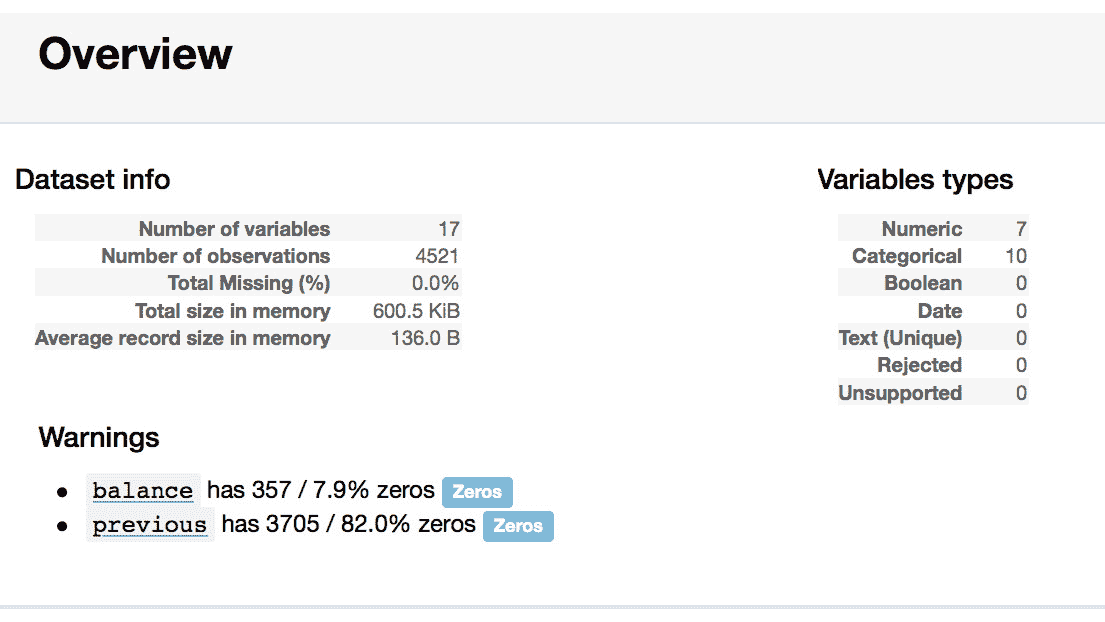 Overview
Dataset info
Number of variables 17
Number of observations 4521
Total Missing (%) 0.0%
Total size in memory 600.5 KiB
Average record size in memory 136.0 B
Variables types
Numeric 7
Categorical 10
Boolean 0
Date 0
Text (Unique) 0
Rejected 0
Unsupported 0
Warnings
balance has 357 / 7.9% zeros Zeros
previous has 3705 / 82.0% zeros Zeros